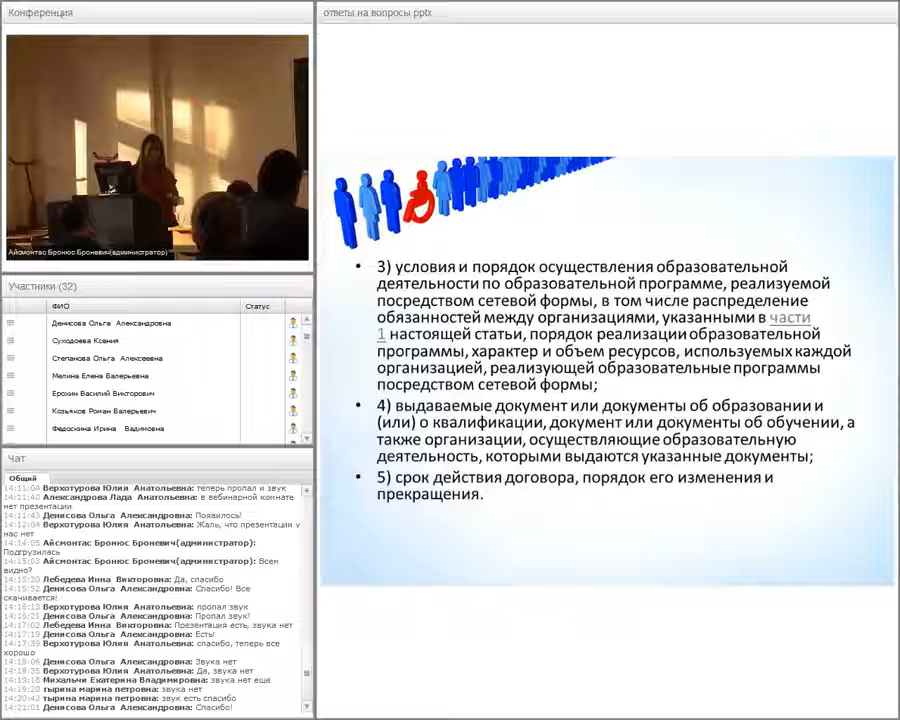 Конференция
Айсмонтас Бронюс Броневич(администратор)
Участники (32)
ФИО Статус
Денисова Ольга Александровна
Суходоева Ксения
Степанова Ольга Алексеевна
Мелина Елена Валерьевна
Ерохин Василий Викторович
Козьяков Роман Валерьевич
Федоскина Ирина Вадимовна
Чат
Общий
14:11:04 Верхотурова Юлия Анатольевна: теперь пропал и звук
14:11:40 Александрова Лада Анатольевна: в вебинарной комнате
нет презентации
14:11:43 Денисова Ольга Александровна: Появилось!
14:12:04 Верхотурова Юлия Анатольевна: Жаль, что презентации у
нас нет
14:14:05 Айсмонтас Бронюс Броневич(администратор):
Подгрузилась
14:15:03 Айсмонтас Бронюс Броневич(администратор): Всем
видно?
14:15:30 Лебедева Инна Викторовна: Да, спасибо
14:15:52 Денисова Ольга Александровна: Спасибо! Все
скачивается!
14:16:13 Верхотурова Юлия Анатольевна: пропал звук
14:16:21 Денисова Ольга Александровна: Пропал звук!
14:17:02 Лебедева Инна Викторовна: Презентация есть, звука нет
14:17:19 Денисова Ольга Александровна: Есть!
14:17:39 Верхотурова Юлия Анатольевна: спасибо, теперь все
хорошо
14:18:06 Денисова Ольга Александровна: Звука нет
14:18:35 Верхотурова Юлия Анатольевна: Да, звука нет
14:19:18 Михальчи Екатерина Владимировна: звука нет еще
14:19:20 тырина марина петровна: звука нет
14:20:43 тырина марина петровна: звук есть спасибо
14:21:01 Денисова Ольга Александровна: Спасибо!
ответы на вопросы pptx
• 3) условия и порядок осуществления образовательной
деятельности по образовательной программе, реализуемой
посредством сетевой формы, в том числе распределение
обязанностей между организациями, указанными в части
1 настоящей статьи, порядок реализации образовательной
программы, характер и объем ресурсов, используемых каждой
организацией, реализующей образовательные программы
посредством сетевой формы;
• 4) выдаваемые документ или документы об образовании и
(или) о квалификации, документ или документы об обучении, а
также организации, осуществляющие образовательную
деятельность, которыми выдаются указанные документы;
• 5) срок действия договора, порядок его изменения и
прекращения.